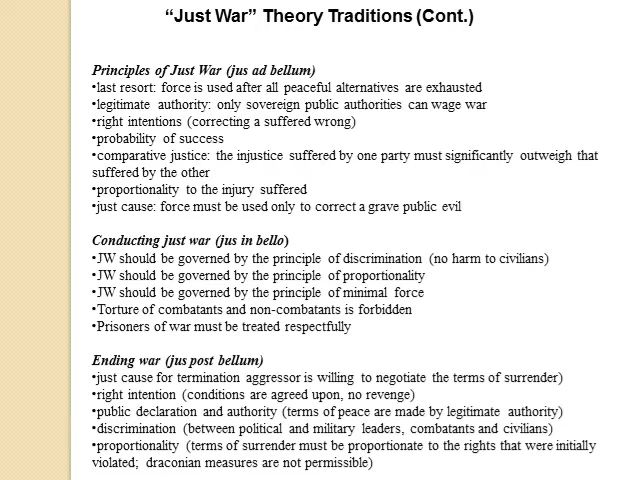 “Just War” Theory Traditions (Cont.)
Principles of Just War (jus ad bellum)
•last resort: force is used after all peaceful alternatives are exhausted
•legitimate authority: only sovereign public authorities can wage war
•right intentions (correcting a suffered wrong)
•probability of success
•comparative justice: the injustice suffered by one party must significantly outweigh that
suffered by the other
•proportionality to the injury suffered
•just cause: force must be used only to correct a grave public evil
Conducting just war (jus in bello)
•JW should be governed by the principle of discrimination (no harm to civilians)
•JW should be governed by the principle of proportionality
•JW should be governed by the principle of minimal force
•Torture of combatants and non-combatants is forbidden
•Prisoners of war must be treated respectfully
Ending war (jus post bellum)
•just cause for termination aggressor is willing to negotiate the terms of surrender)
•right intention (conditions are agreed upon, no revenge)
•public declaration and authority (terms of peace are made by legitimate authority)
•discrimination (between political and military leaders, combatants and civilians)
•proportionality (terms of surrender must be proportionate to the rights that were initially
violated; draconian measures are not permissible)